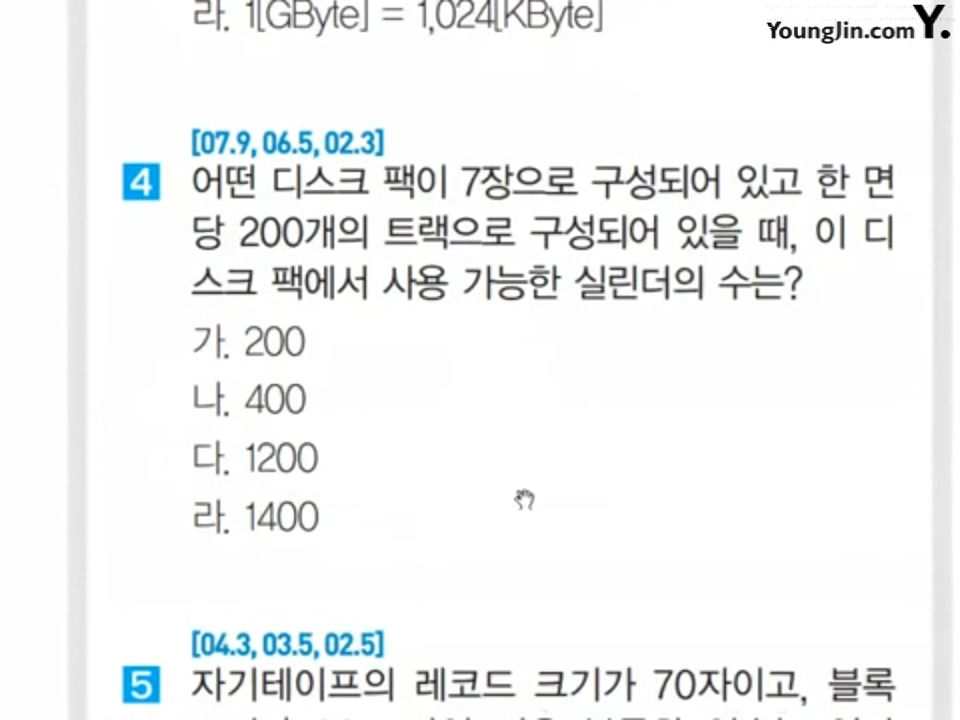 라. 1[GByte] = 1,024[KByte]
YoungJin.com Y.
[07.9, 06.5, 02.3]
4 어떤 디스크 팩이 7장으로 구성되어 있고 한 면
당 200개의 트랙으로 구성되어 있을 때, 이 디
스크 팩에서 사용 가능한 실린더의 수는?
가. 200
나. 400
다. 1200
라. 1400
[04.3, 03.5, 02.5]
5 자기테이프의 레코드 크기가 70자이고, 블록